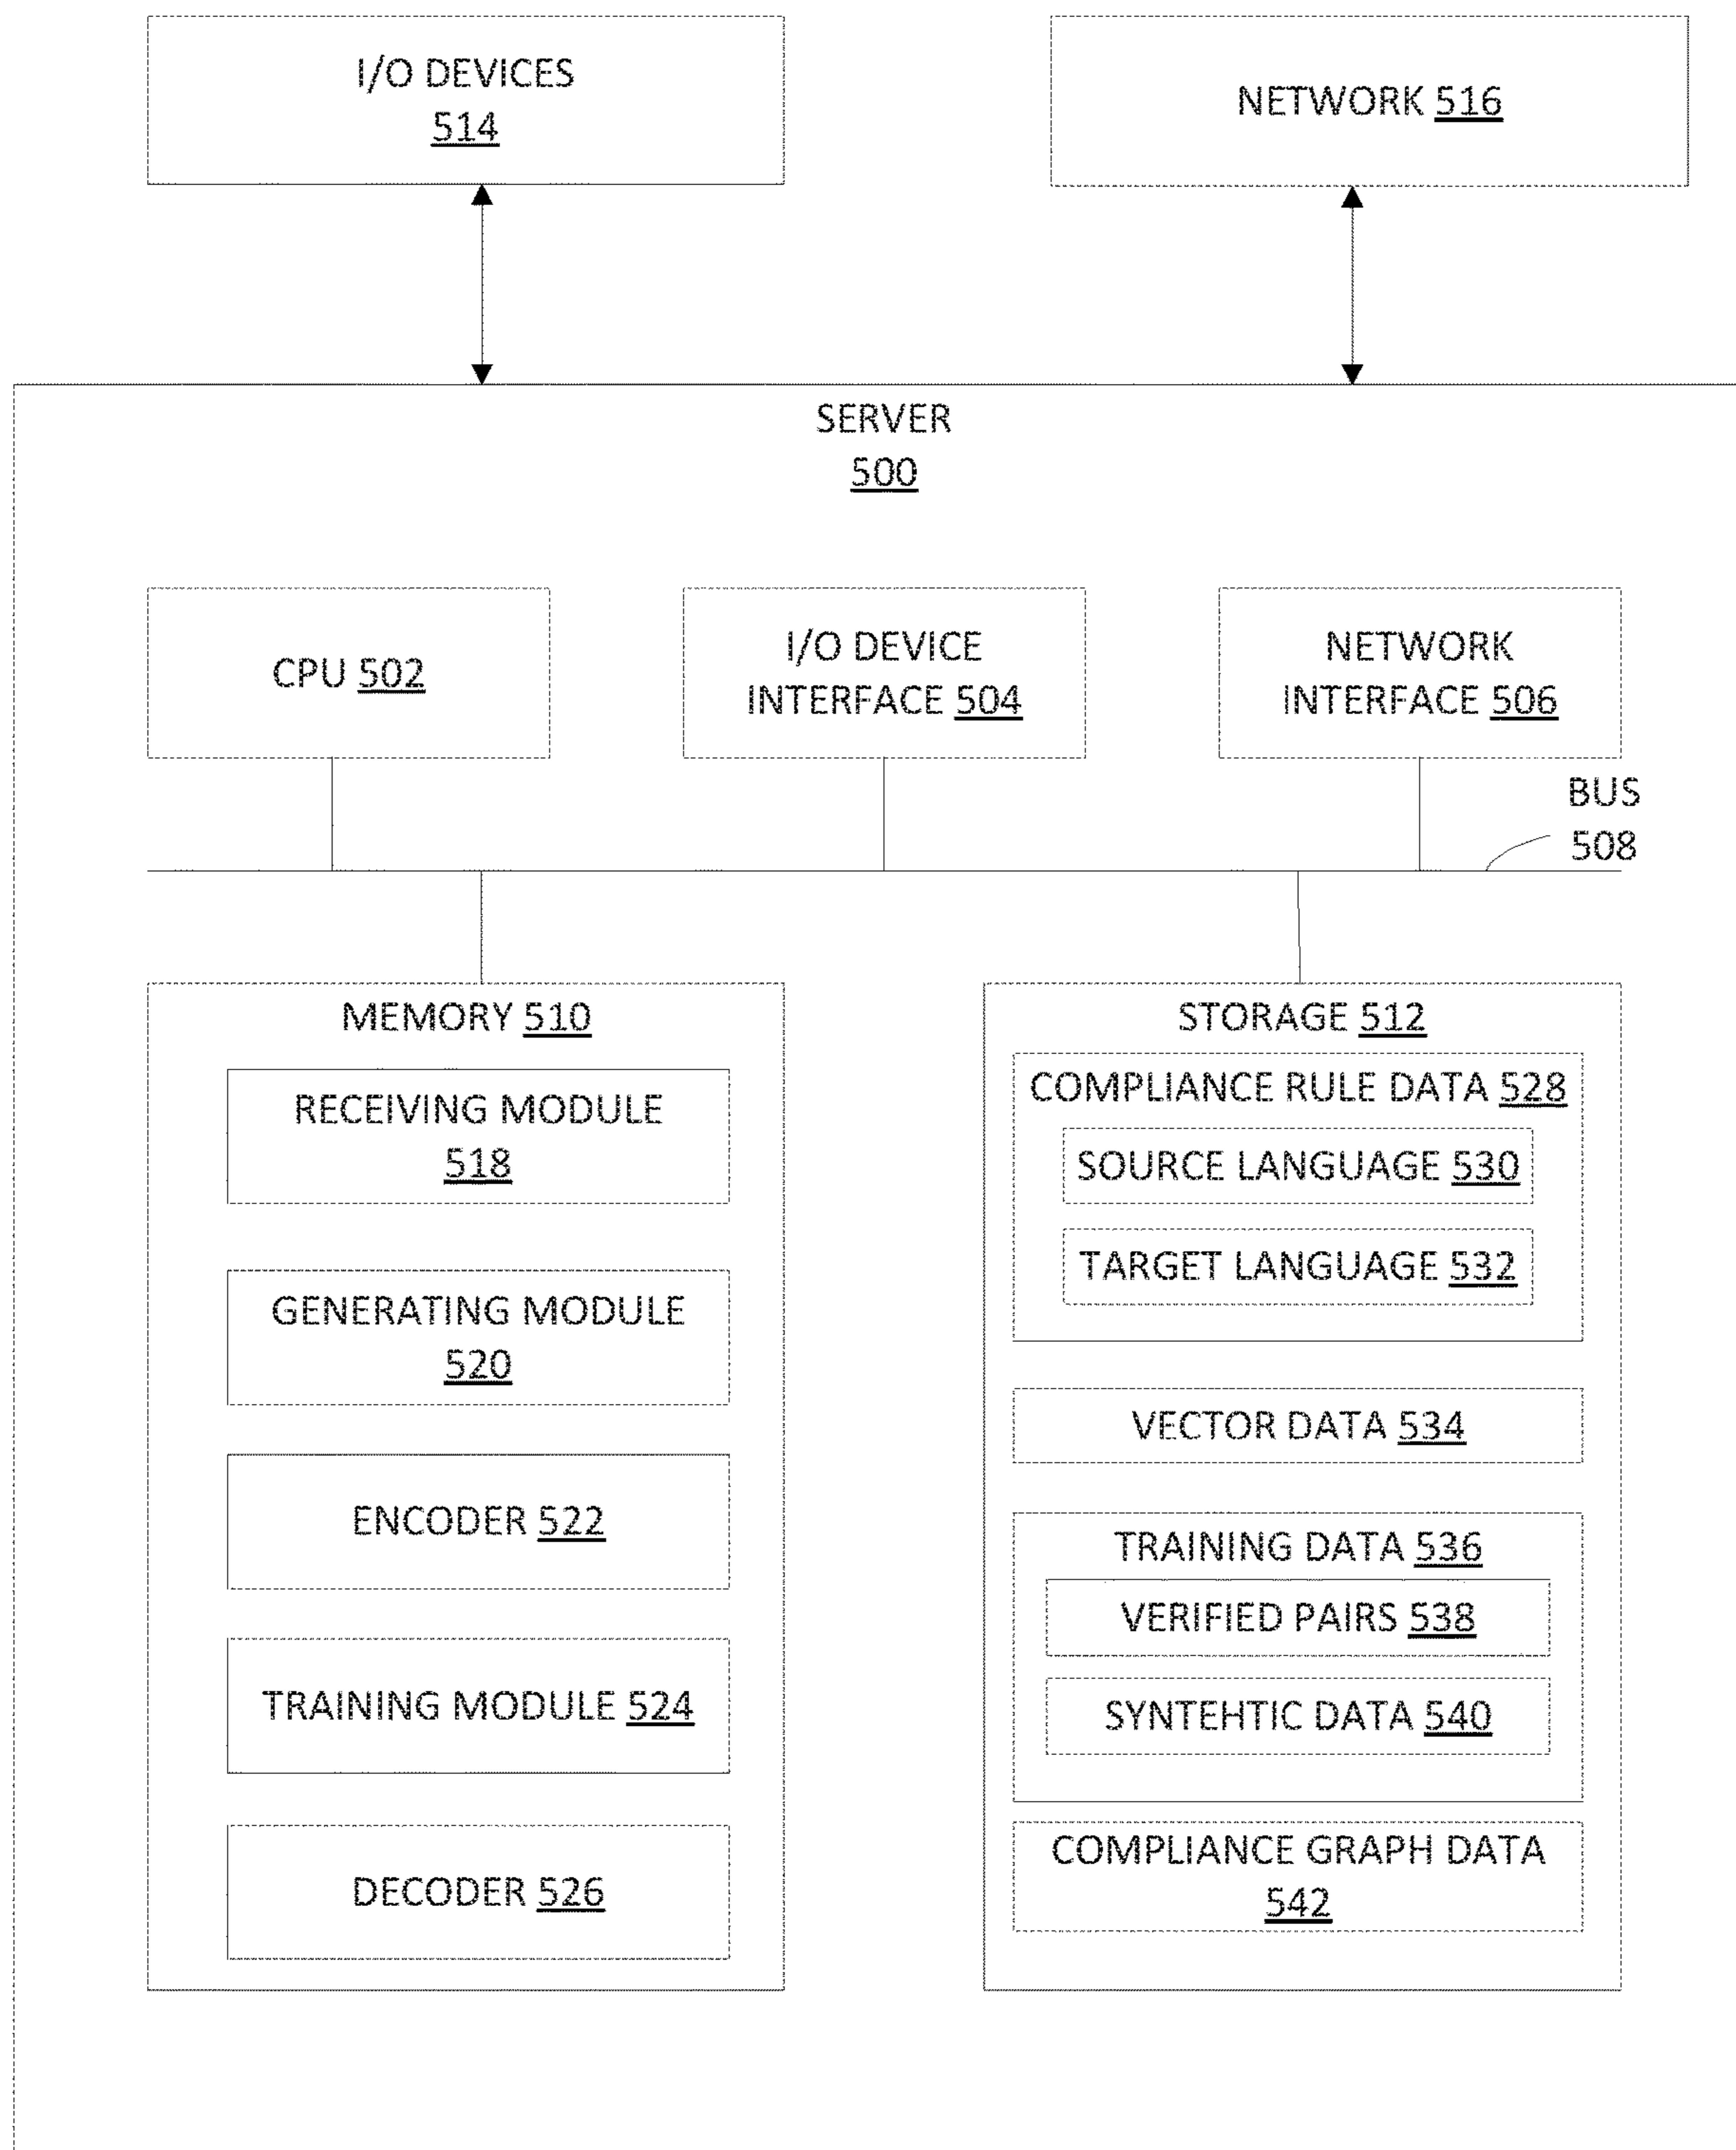 I/O DEVICES
514
NETWORK 516
SERVER
500
CPU 502
I/O DEVICE
INTERFACE 504
NETWORK
INTERFACE 506
BUS
508
MEMORY 510
RECEIVING MODULE
518
GENERATING MODULE
520
ENCODER 522
TRAINING MODULE 524
DECODER 526
STORAGE 512
COMPLIANCE RULE DATA 528
SOURCE LANGUAGE 530
TARGET LANGUAGE 532
VECTOR DATA 534
TRAINING DATA 536
VERIFIED PAIRS 538
SYNTEHTIC DATA 540
COMPLIANCE GRAPH DATA
542